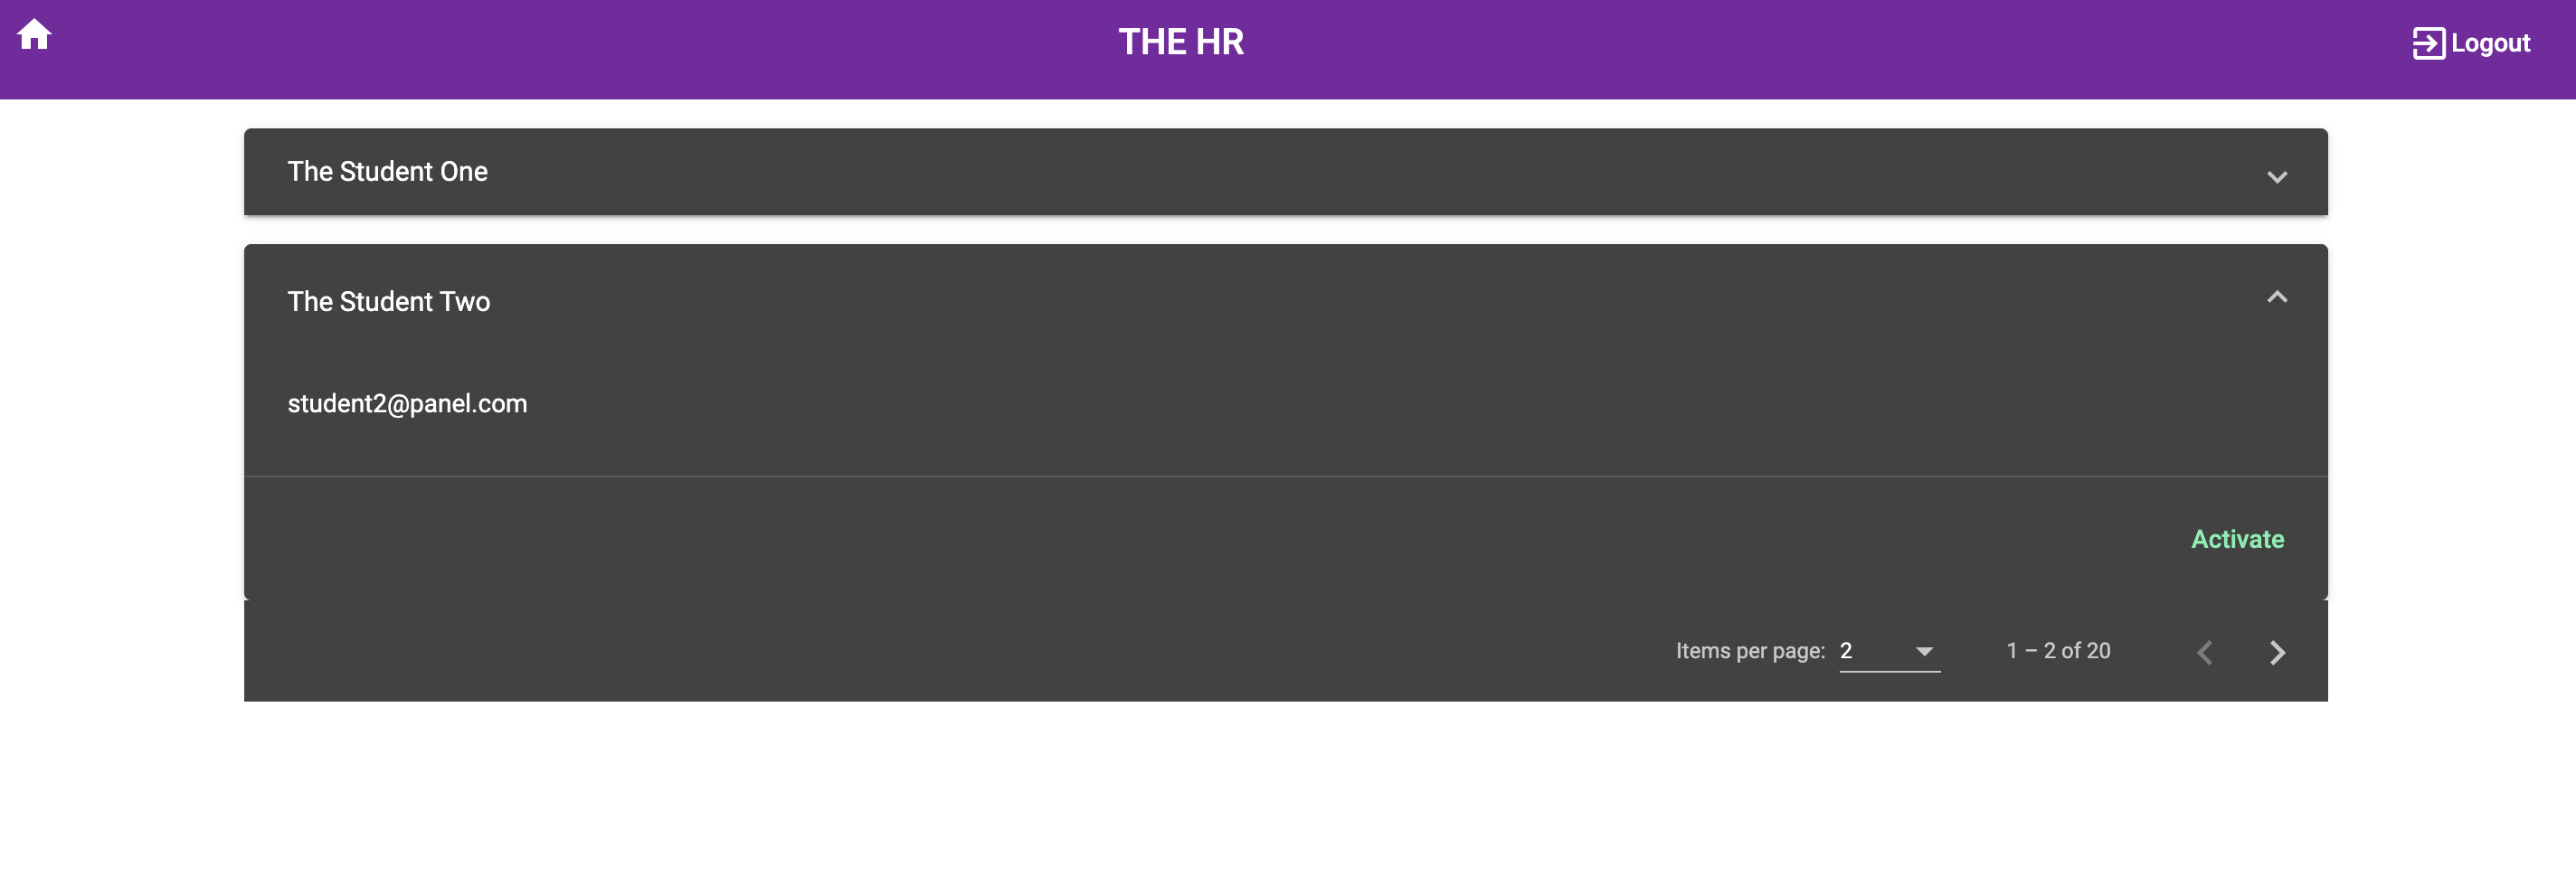 THE HR
Logout
The Student One
The Student Two
student2@panel.com
Activate
Items per page: 2 1 – 2 of 20